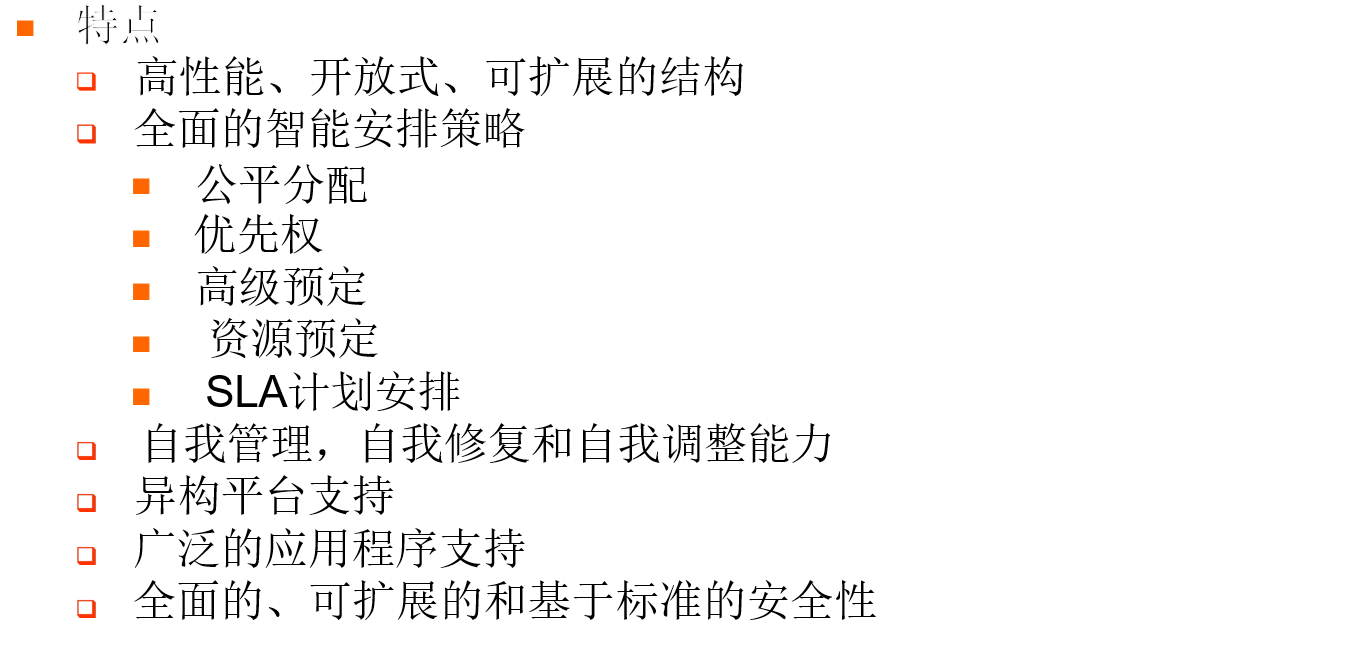 特点
高性能、开放式、可扩展的结构
全面的智能安排策略
公平分配
优先权
高级预定
资源预定
SLA计划安排
自我管理，自我修复和自我调整能力
异构平台支持
广泛的应用程序支持
全面的、可扩展的和基于标准的安全性